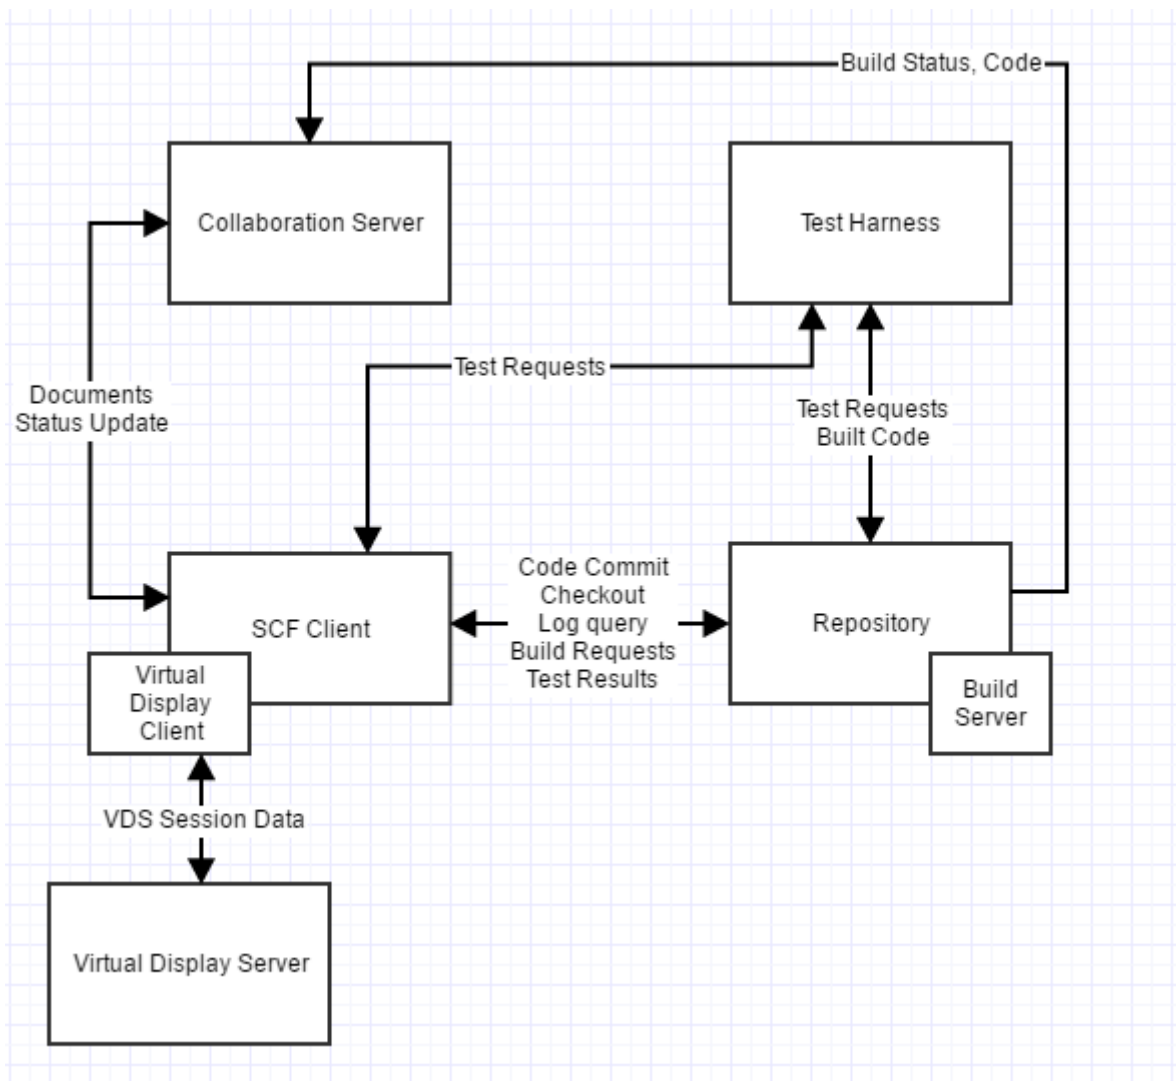 Build Status, Code
Collaboration Server
Test Harness
Test Requests
Documents
Status Update
Test Requests
Built Code
Code Commit
Checkout
Log query
Build Requests
Test Results
SCF Client
Repository
Virtual
Display
Client
Build
Server
VDS Session Data
Virtual Display Server